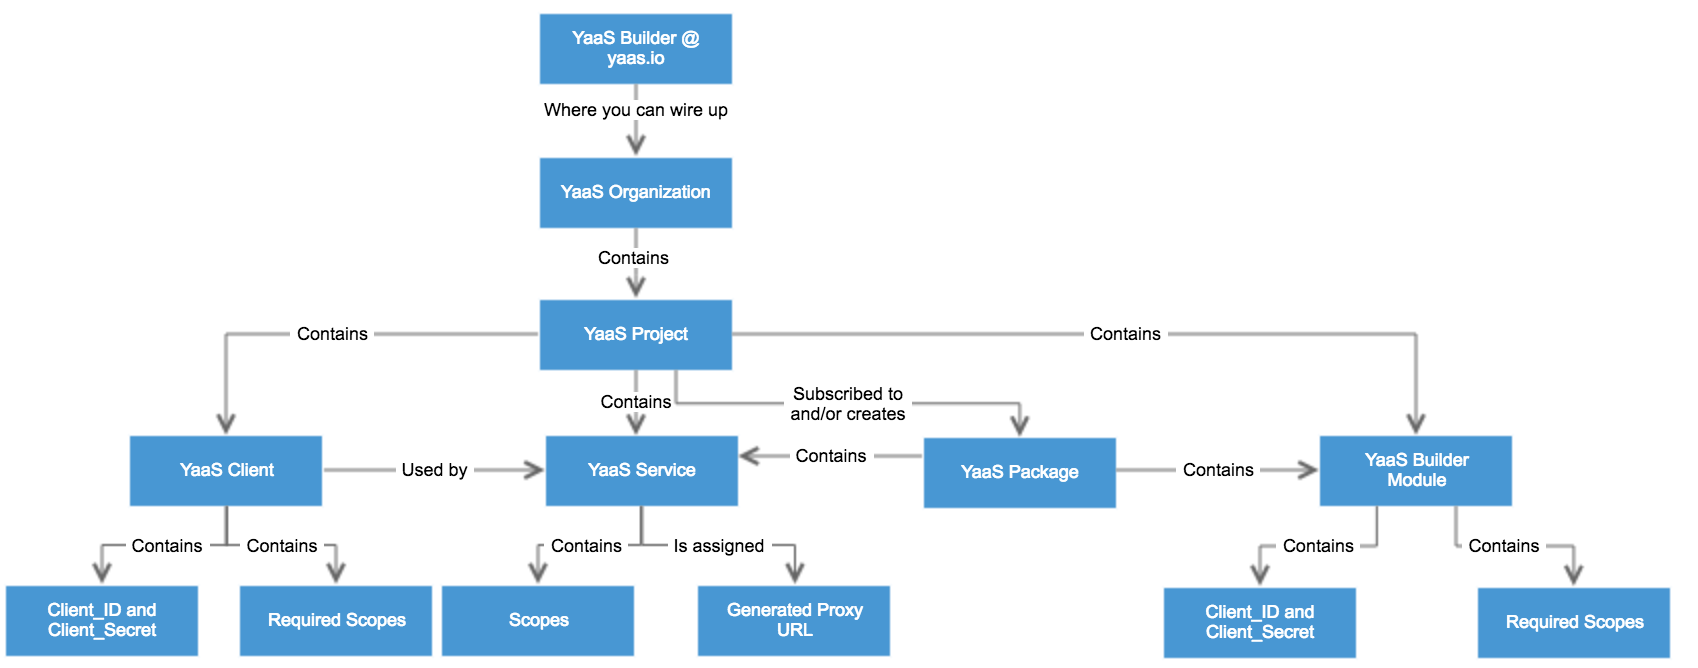 YaaS Builder @
yaas.io
Where you can wire up
YaaS Organization
Contains
YaaS Project
Contains
Contains
Contains
Subscribed to
and/or creates
YaaS Client
Used by
YaaS Service
Contains
YaaS Package
Contains
YaaS Builder
Module
Contains
Contains
Contains
Is assigned
Contains
Contains
Client_ID and
Client_Secret
Required Scopes
Scopes
Generated Proxy
URL
Client_ID and
Client_Secret
Required Scopes